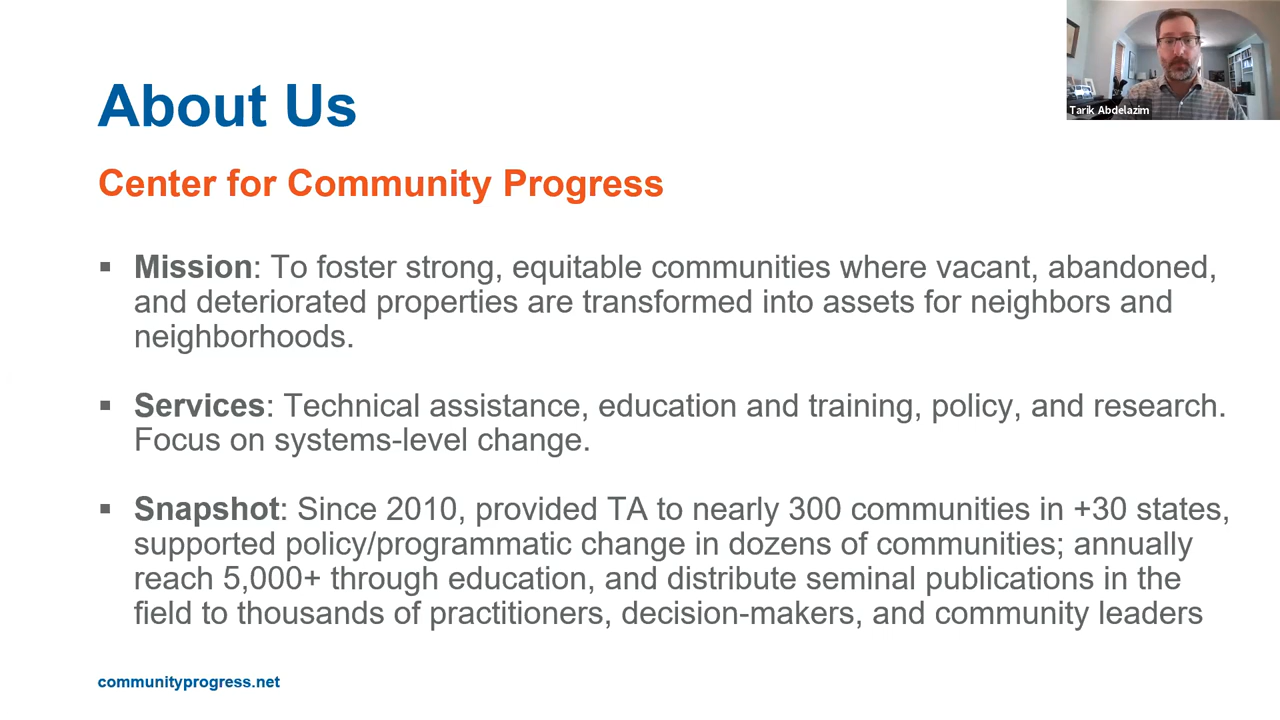 Tarik Abdelazim
About Us
Center for Community Progress
▪ Mission: To foster strong, equitable communities where vacant, abandoned,
and deteriorated properties are transformed into assets for neighbors and
neighborhoods.
▪ Services: Technical assistance, education and training, policy, and research.
Focus on systems-level change.
▪ Snapshot: Since 2010, provided TA to nearly 300 communities in +30 states,
supported policy/programmatic change in dozens of communities; annually
reach 5,000+ through education, and distribute seminal publications in the
field to thousands of practitioners, decision-makers, and community leaders
communityprogress.net